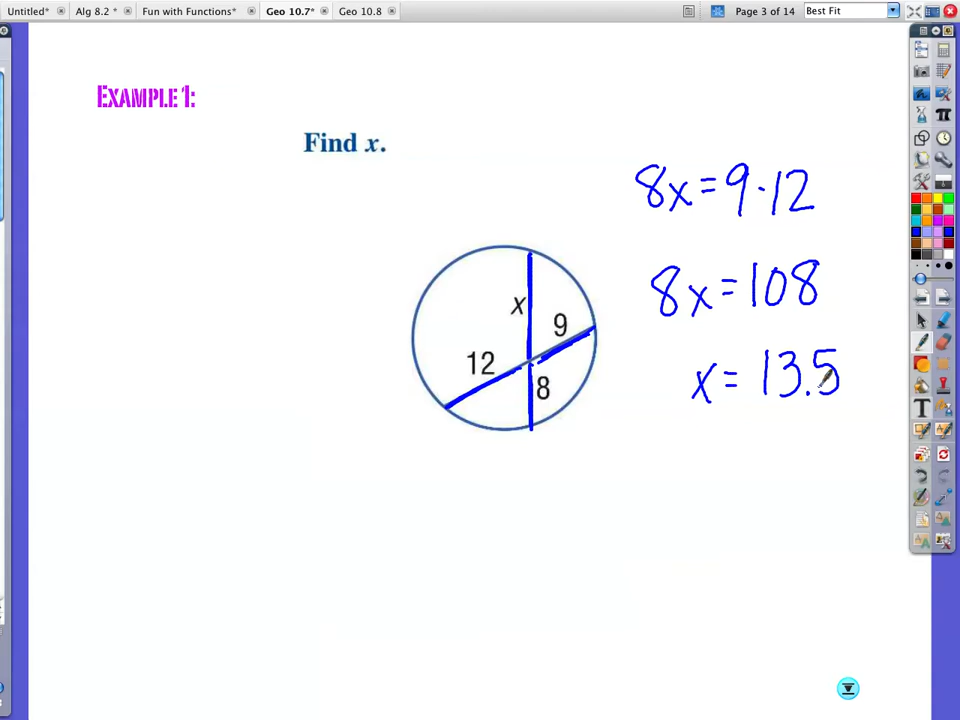 Untitled* Alg 8.2 * Fun with Functions* Geo 10.7* Geo 10.8 Page 3 of 14 Best Fit
EXAMPLE 1:
Find x.
8x = 9 · 12
8x = 108
x = 13.5
x
9
12
8
T